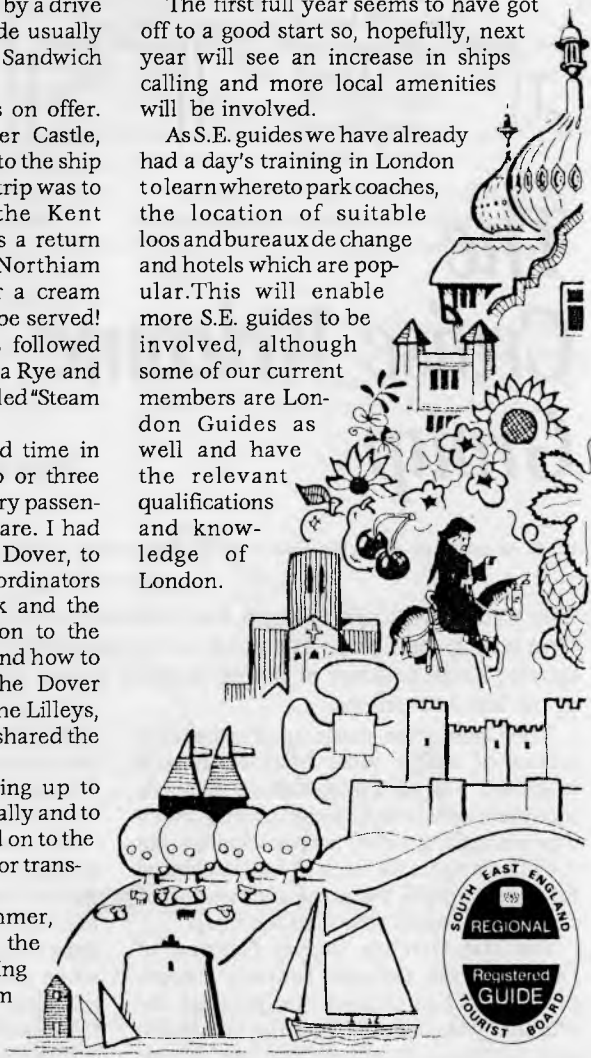 by a drive
de usually
Sandwich
s on offer.
er Castle,
to the ship
trip was to
the Kent
s a return
Northiam
r a cream
be served!
followed
a Rye and
led "Steam
d time in
o or three
ry passen-
are. I had
Dover, to
ordinators
k and the
on to the
nd how to
he Dover
ne Lilleys,
shared the
ing up to
ally and to
d on to the
or trans-
mmer,
the
ing
m
The first full year seems to have got
off to a good start so, hopefully, next
year will see an increase in ships
calling and more local amenities
will be involved.
As S.E. guides we have already
had a day's training in London
to learn where to park coaches,
the location of suitable
loos and bureaux de change
and hotels which are pop-
ular. This will enable
more S.E. guides to be
involved, although
some of our current
members are Lon-
don Guides as
well and have
the relevant
qualifications
and know-
ledge of
London.
SOUTH EAST ENGLAND
REGIONAL
Registered
GUIDE
TOURIST BOARD